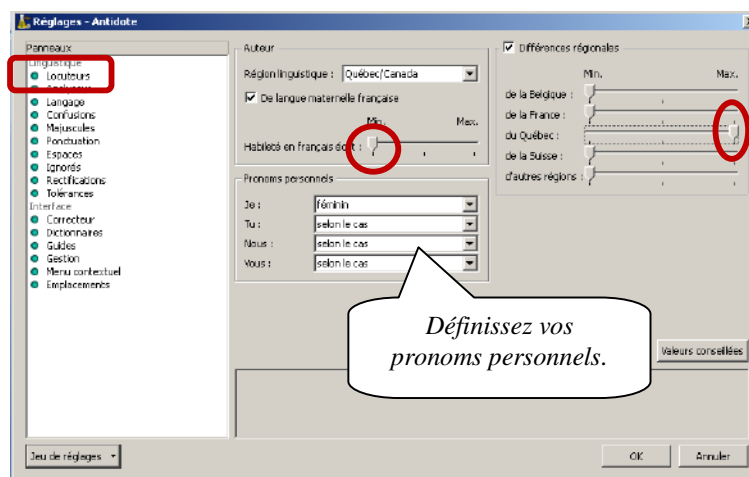 Réglages - Antidote
Panneaux
Linguistique
Locuteurs
Langage
Confusions
Majuscules
Ponctuation
Espaces
Ignorés
Rectifications
Tolérances
Interface
Correcteur
Dictionnaires
Guides
Gestion
Menu contextuel
Emplacements
Auteur
Région linguistique : Québec/Canada
De langue maternelle française
Min. Max.
Habileté en français écrit :
Pronoms personnels
Je : féminin
Tu : selon le cas
Nous : selon le cas
Vous : selon le cas
Différences régionales
Min. Max.
de la Belgique :
de la France :
du Québec :
de la Suisse :
d'autres régions :
Définissez vos
pronoms personnels.
Valeurs conseillées
Jeu de réglages
OK Annuler